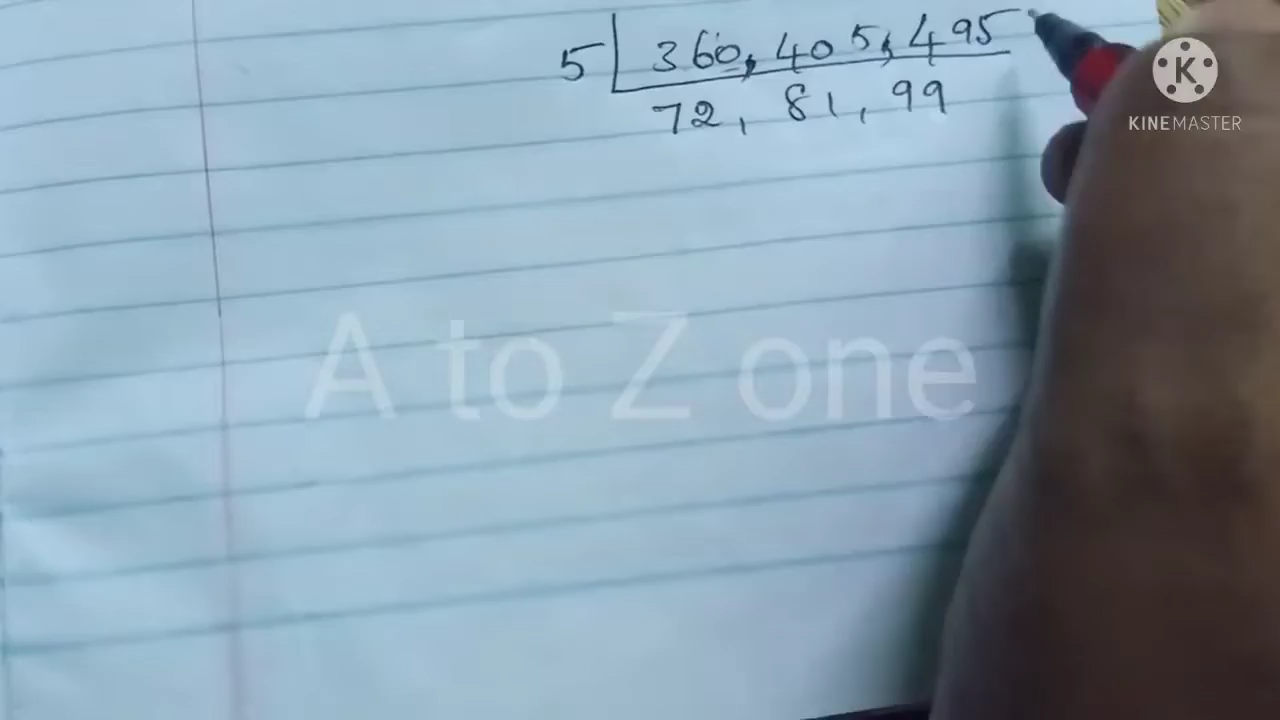 5 | 360, 405, 495
72, 81, 99
K
KINEMASTER
A to Z one